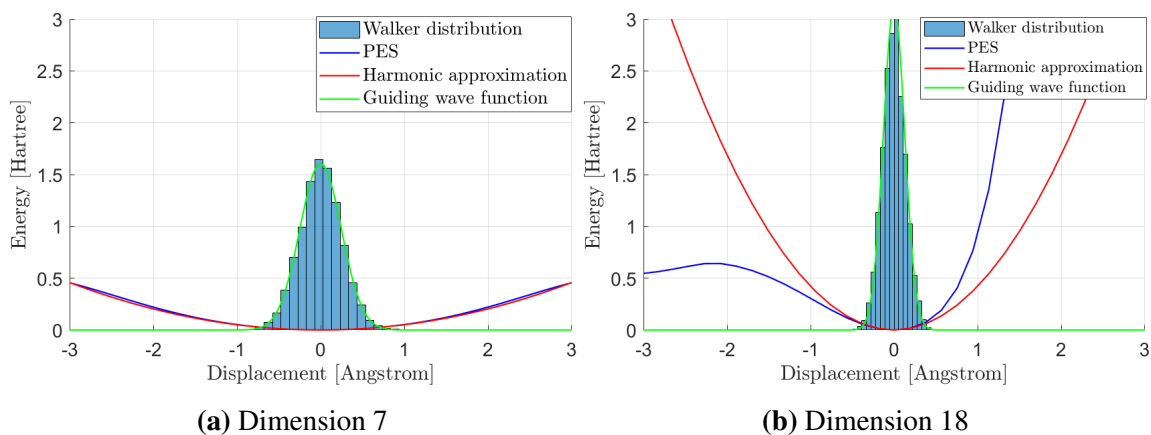 3
2.5
2
1.5
1
0.5
0
-3
-2
-1
0
1
2
3
Energy [Hartree]
Displacement [Angstrom]
Walker distribution
PES
Harmonic approximation
Guiding wave function
(a) Dimension 7
3
2.5
2
1.5
1
0.5
0
-3
-2
-1
0
1
2
3
Energy [Hartree]
Displacement [Angstrom]
Walker distribution
PES
Harmonic approximation
Guiding wave function
(b) Dimension 18